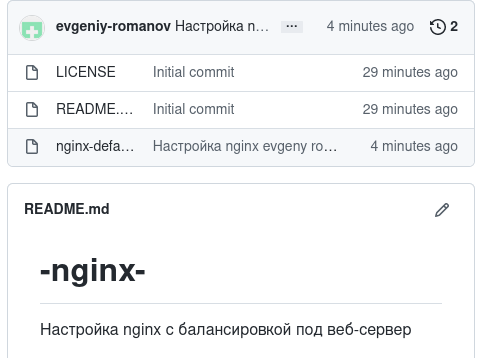 evgeniy-romanov Настройка n… ··· 4 minutes ago 2
LICENSE Initial commit 29 minutes ago
README.… Initial commit 29 minutes ago
nginx-defa… Настройка nginx evgeny ro… 4 minutes ago
README.md
-nginx-
Настройка nginx с балансировкой под веб-сервер